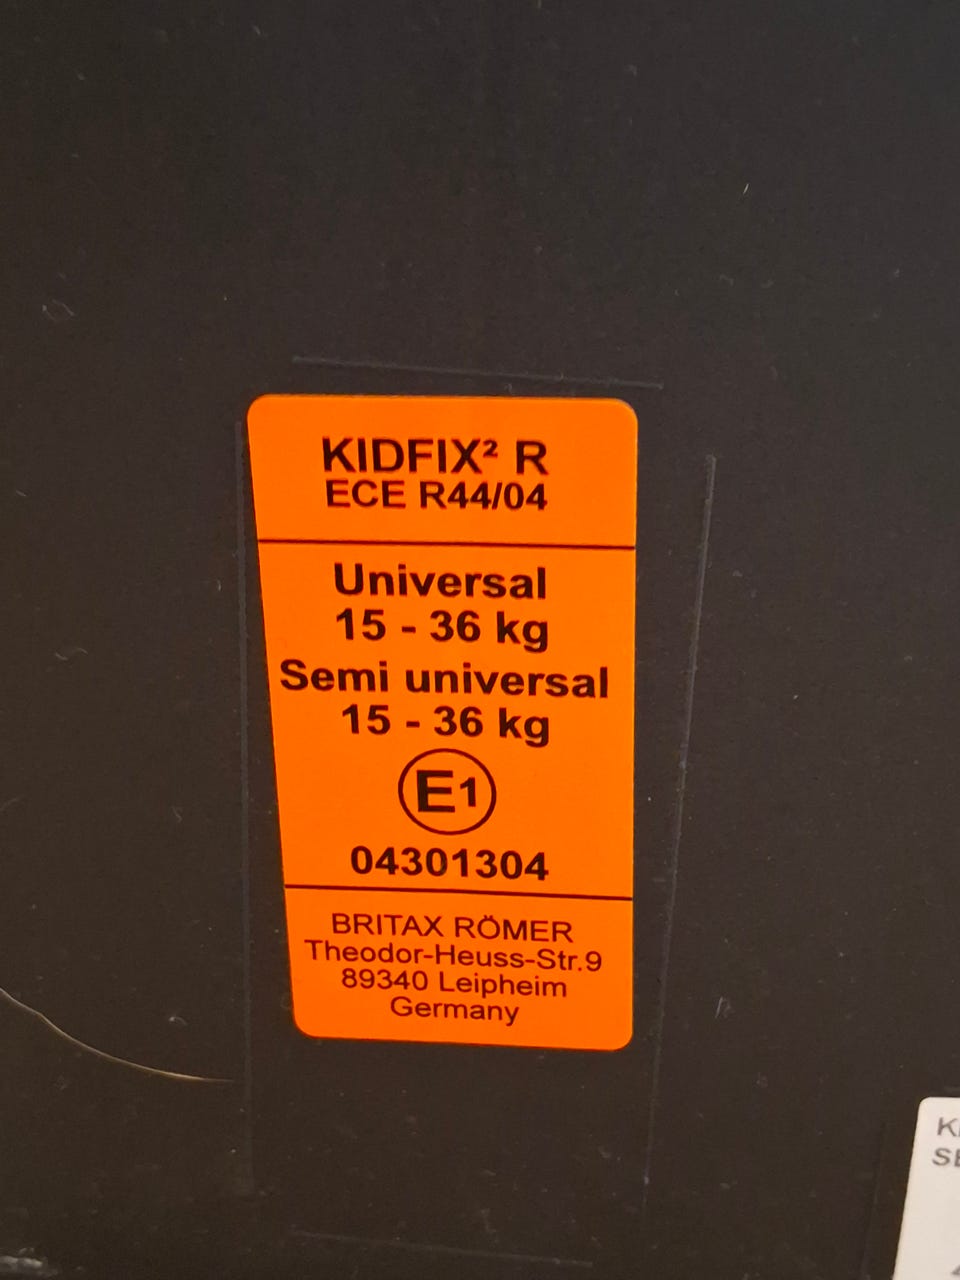 KIDFIX² R
ECE R44/04
Universal
15 - 36 kg
Semi universal
15 - 36 kg
E1
04301304
BRITAX RÖMER
Theodor-Heuss-Str.9
89340 Leipheim
Germany